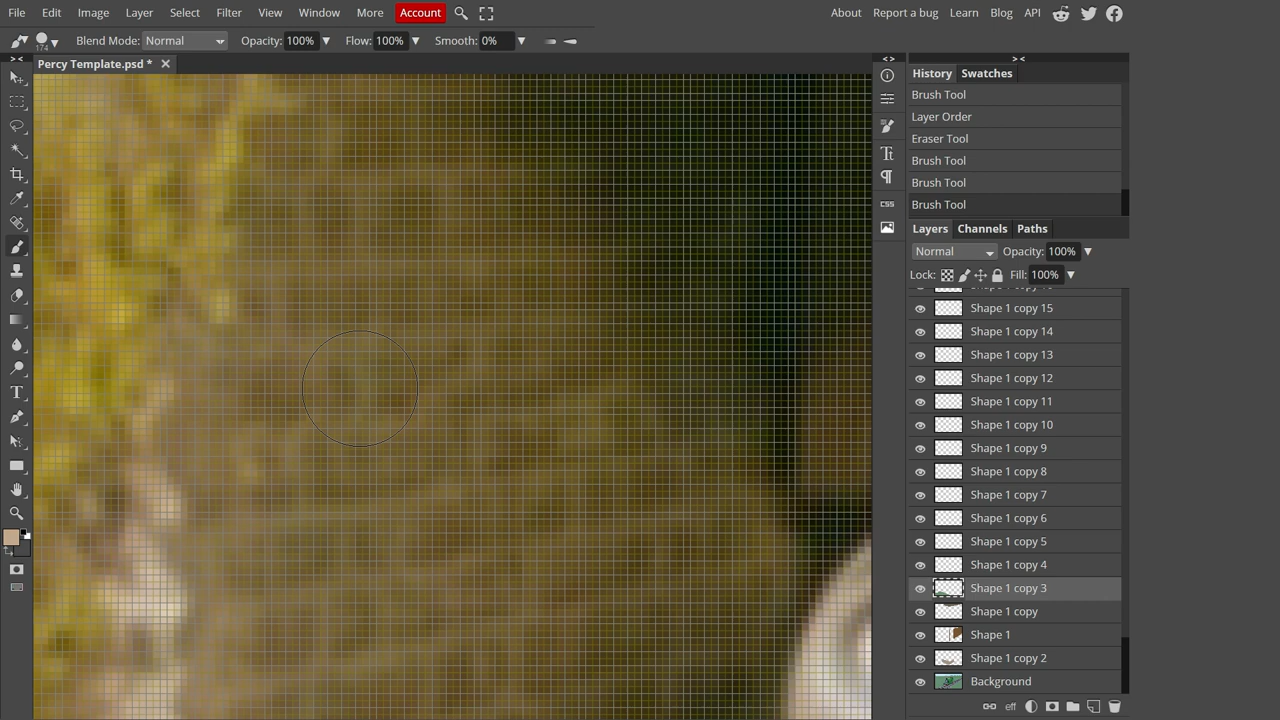 File Edit Image Layer Select Filter View Window More Account About Report a bug Learn Blog API
174 Blend Mode: Normal Opacity: 100% Flow: 100% Smooth: 0%
Percy Template.psd *
History Swatches
Brush Tool
Layer Order
Eraser Tool
Brush Tool
Brush Tool
Brush Tool
Layers Channels Paths
Normal Opacity: 100%
Lock: Fill: 100%
Shape 1 copy 15
Shape 1 copy 14
Shape 1 copy 13
Shape 1 copy 12
Shape 1 copy 11
Shape 1 copy 10
Shape 1 copy 9
Shape 1 copy 8
Shape 1 copy 7
Shape 1 copy 6
Shape 1 copy 5
Shape 1 copy 4
Shape 1 copy 3
Shape 1 copy
Shape 1
Shape 1 copy 2
Background
eff
CSS